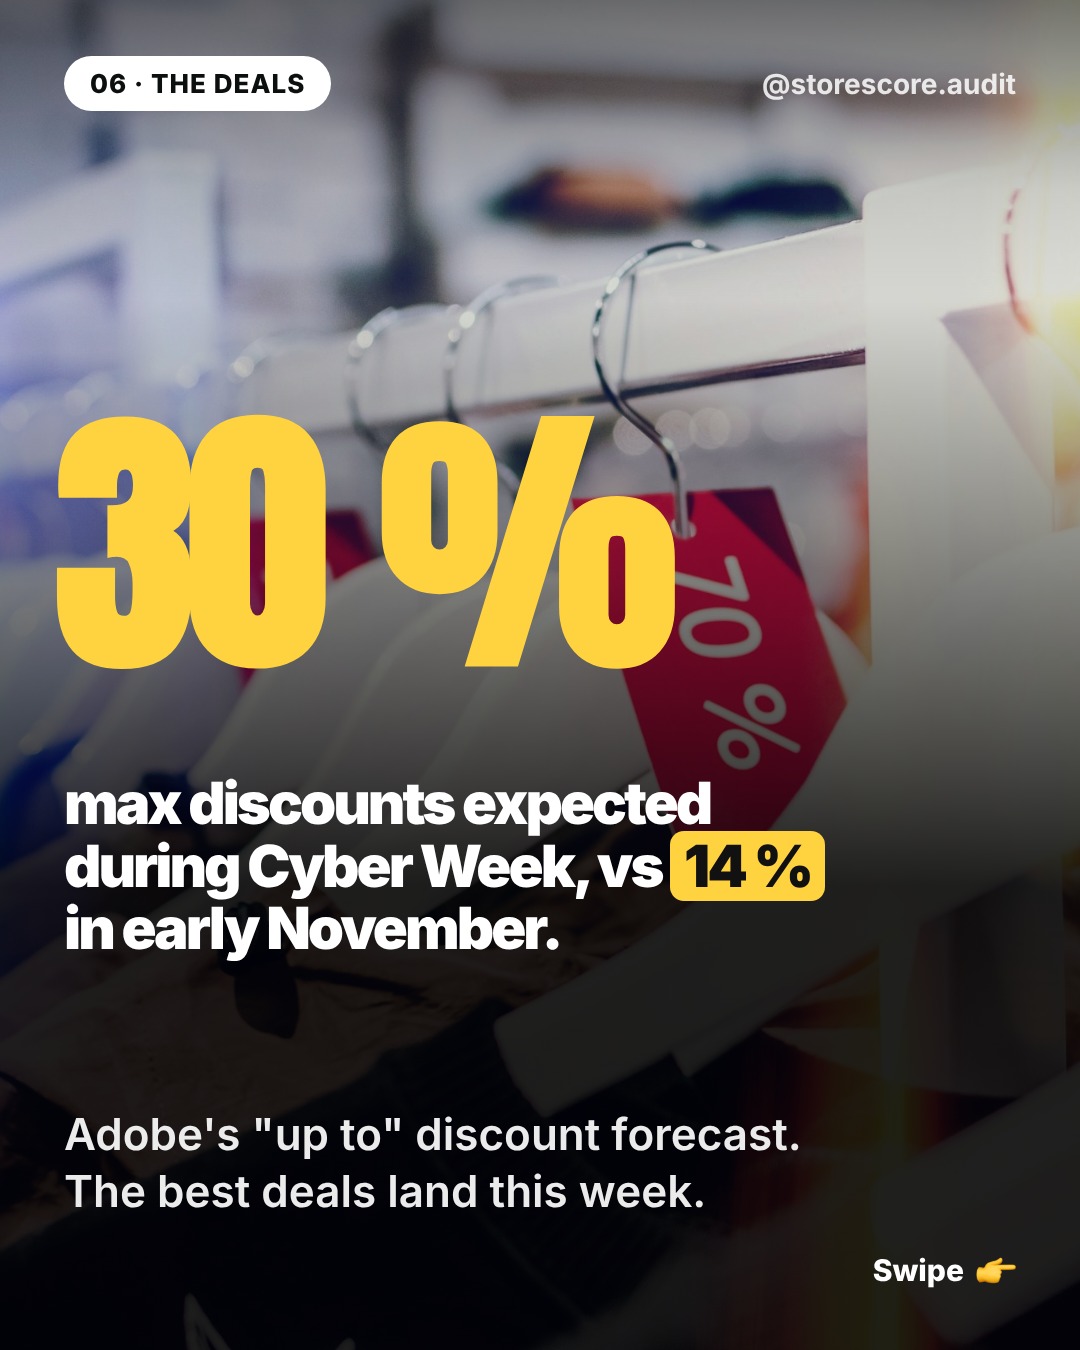 06 · THE DEALS
@storescore.audit
30 %
70 %
max discounts expected
during Cyber Week, vs 14 %
in early November.
Adobe's "up to" discount forecast.
The best deals land this week.
Swipe 👉